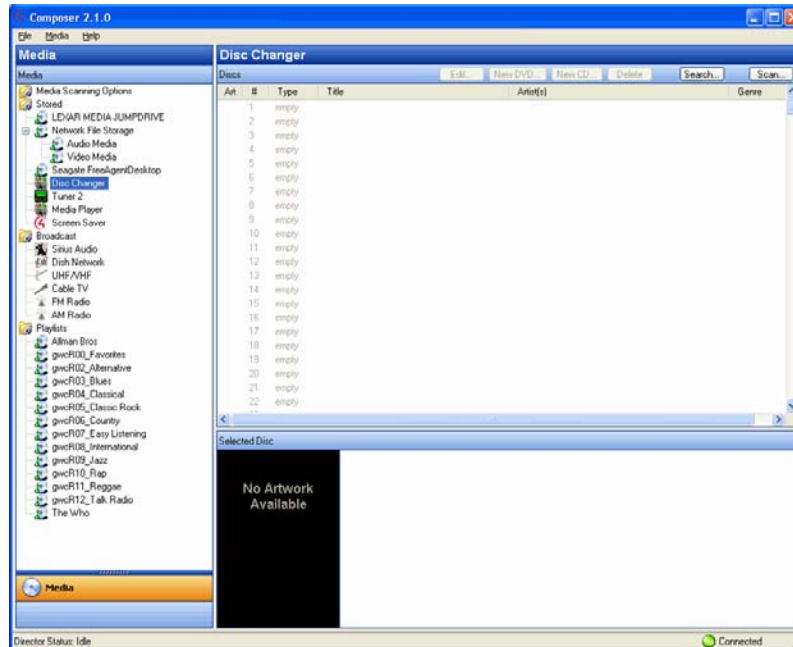 Composer 2.1.0
File Media Help
Media
Media
Media Scanning Options
Stored
LEXAR MEDIA JUMPDRIVE
Network File Storage
Audio Media
Video Media
Seagate FreeAgentDesktop
Disc Changer
Tuner 2
Media Player
Screen Saver
Broadcast
Sirius Audio
Dish Network
UHF/VHF
Cable TV
FM Radio
AM Radio
Playlists
Allman Bros
gwcR00_Favorites
gwcR02_Alternative
gwcR03_Blues
gwcR04_Classical
gwcR05_Classic Rock
gwcR06_Country
gwcR07_Easy Listening
gwcR08_International
gwcR09_Jazz
gwcR10_Rap
gwcR11_Reggae
gwcR12_Talk Radio
The Who
Media
Disc Changer
Discs Edit... New DVD... New CD... Delete Search... Scan...
Art # Type Title Artist(s) Genre
1 empty
2 empty
3 empty
4 empty
5 empty
6 empty
7 empty
8 empty
9 empty
10 empty
11 empty
12 empty
13 empty
14 empty
15 empty
16 empty
17 empty
18 empty
19 empty
20 empty
21 empty
22 empty
Selected Disc
No Artwork
Available
Director Status: Idle Connected